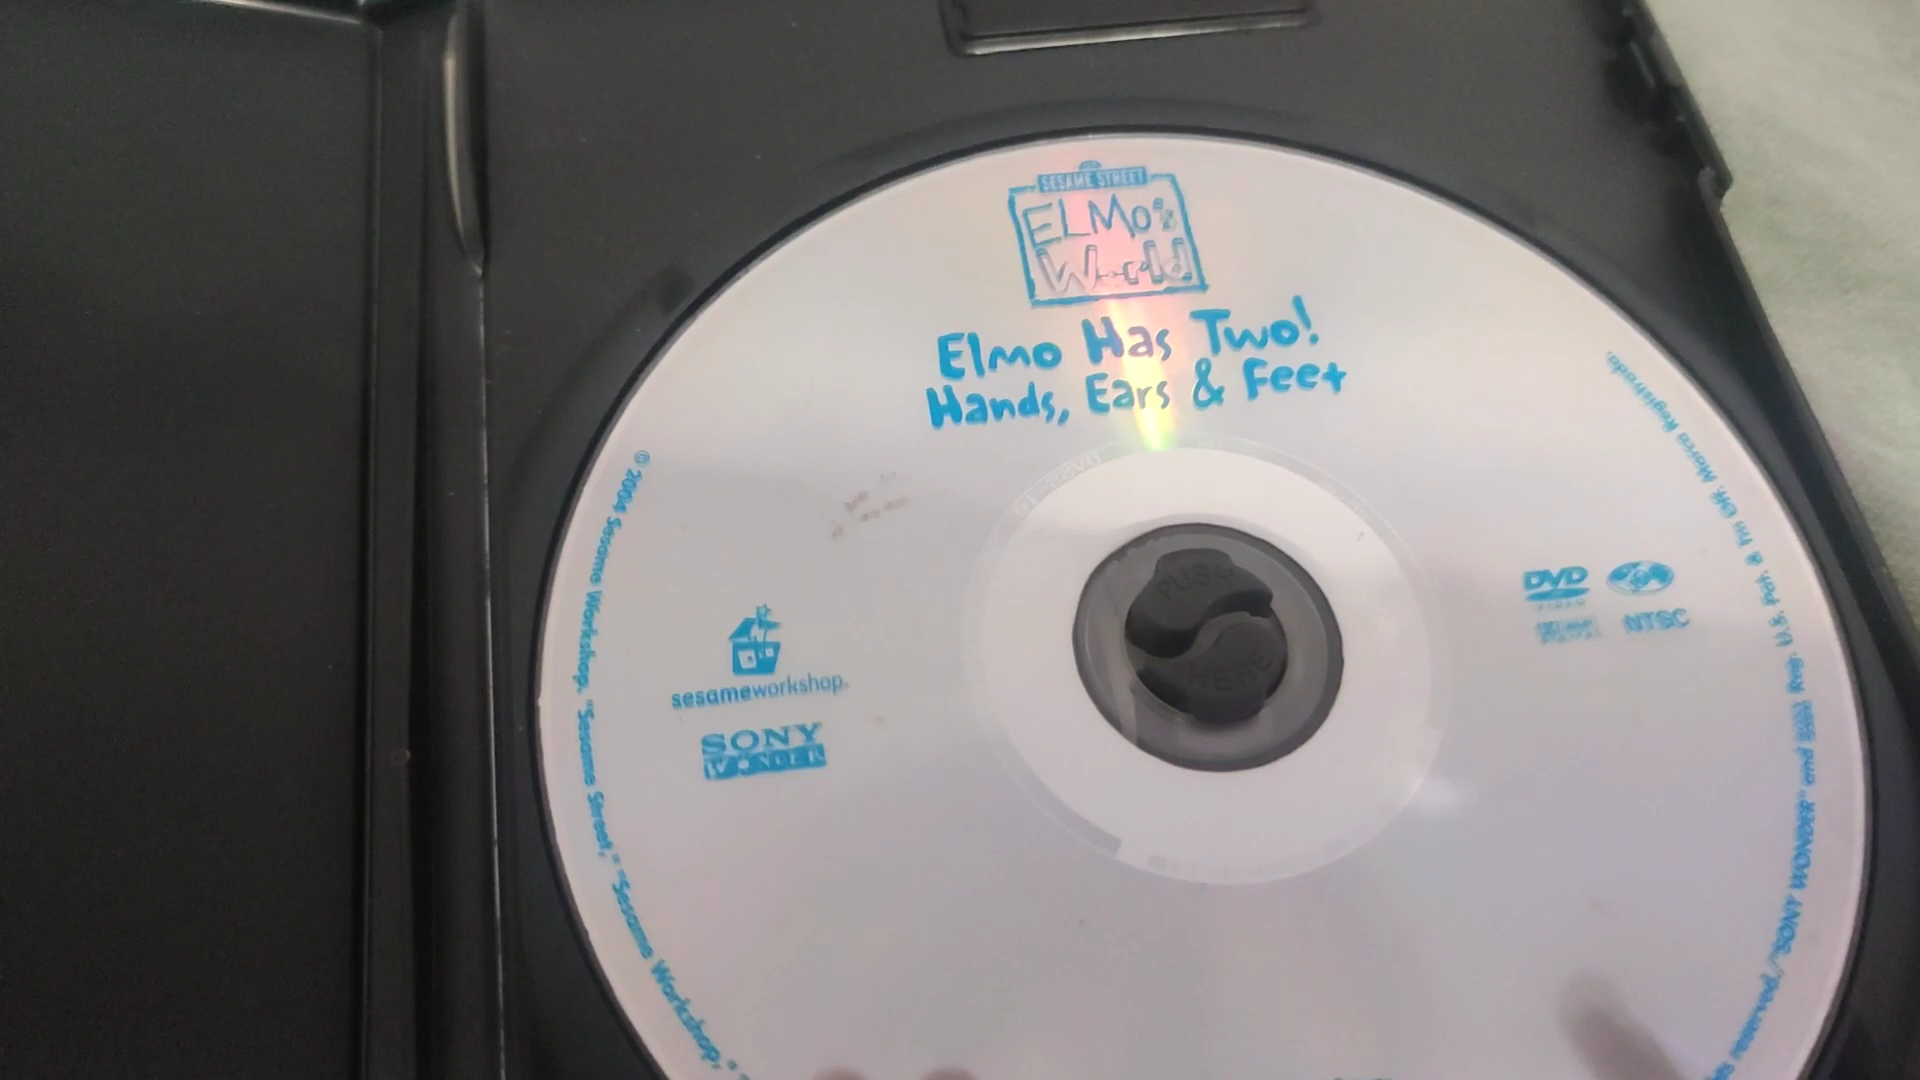 SESAME STREET
ELMO's
World
Elmo Has Two!
Hands, Ears & Feet
© 2004 Sesame Workshop. "Sesame Street," "Sesame Workshop,"
sesameworkshop.
SONY
WONDER
PUSH
HERE
DVD
VIDEO
NTSC
reserved./"SONY WONDER" and Reg. U.S. Pat. & Tm Off. Marca Registrada.